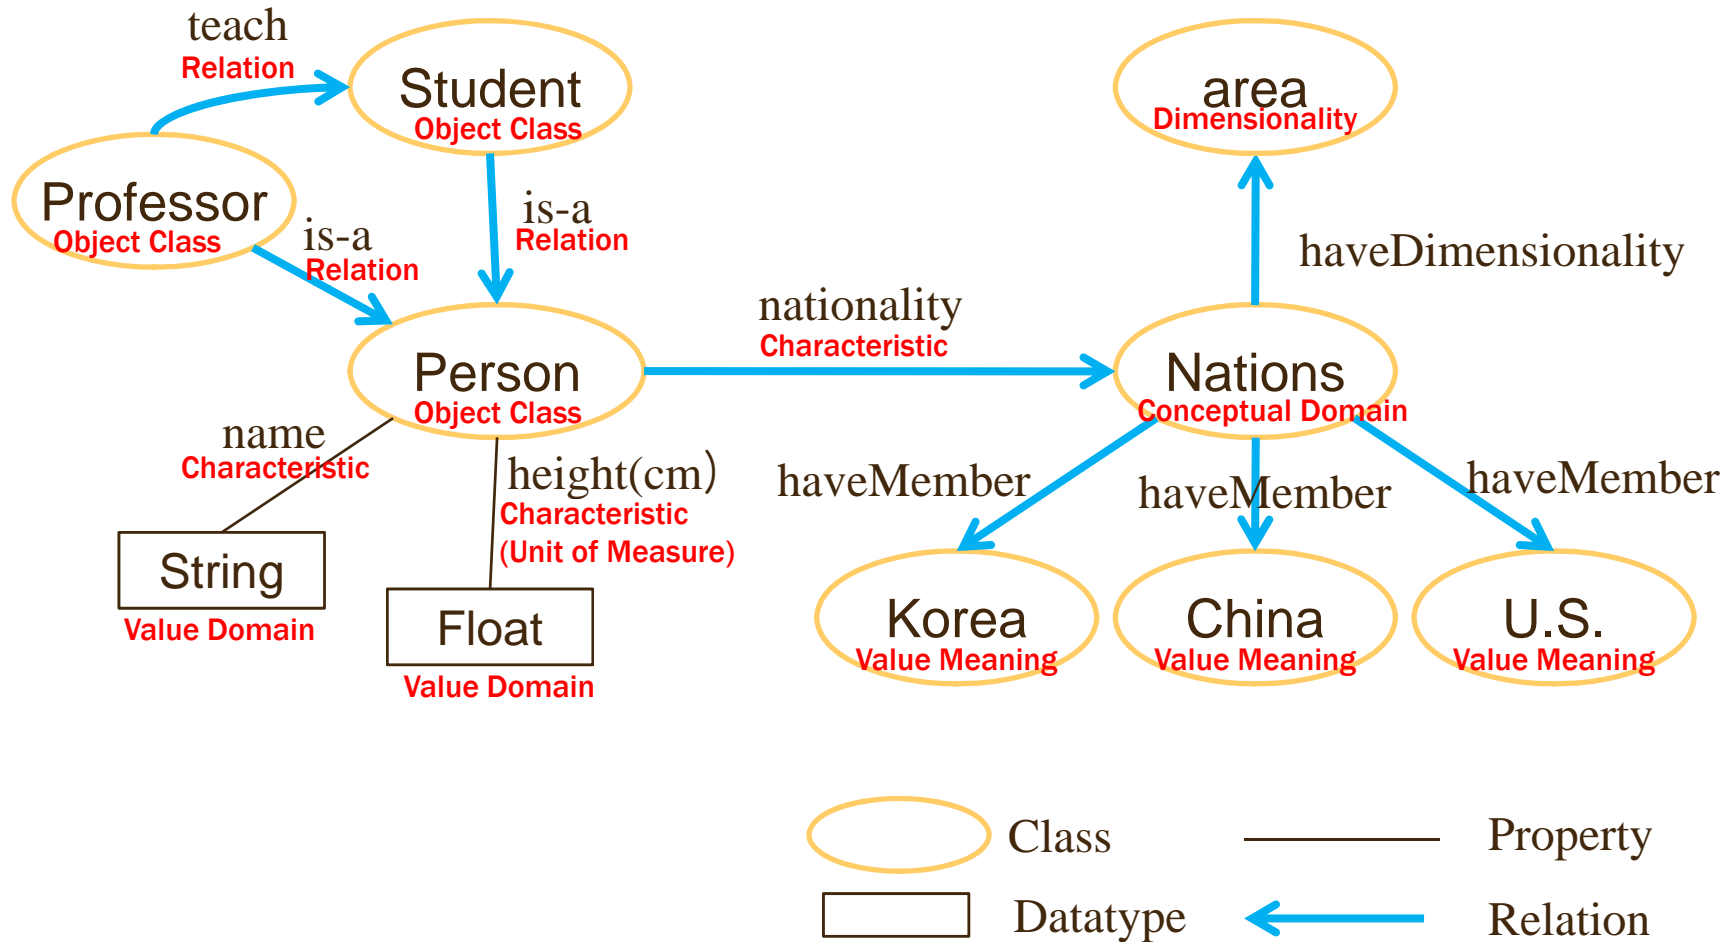 teach
Relation
Student
Object Class
area
Dimensionality
Professor
Object Class
is-a
Relation
is-a
Relation
haveDimensionality
nationality
Characteristic
Person
Object Class
Nations
Conceptual Domain
name
Characteristic
height(cm)
Characteristic
(Unit of Measure)
haveMember
haveMember
haveMember
String
Value Domain
Float
Value Domain
Korea
Value Meaning
China
Value Meaning
U.S.
Value Meaning
Class
Property
Datatype
Relation